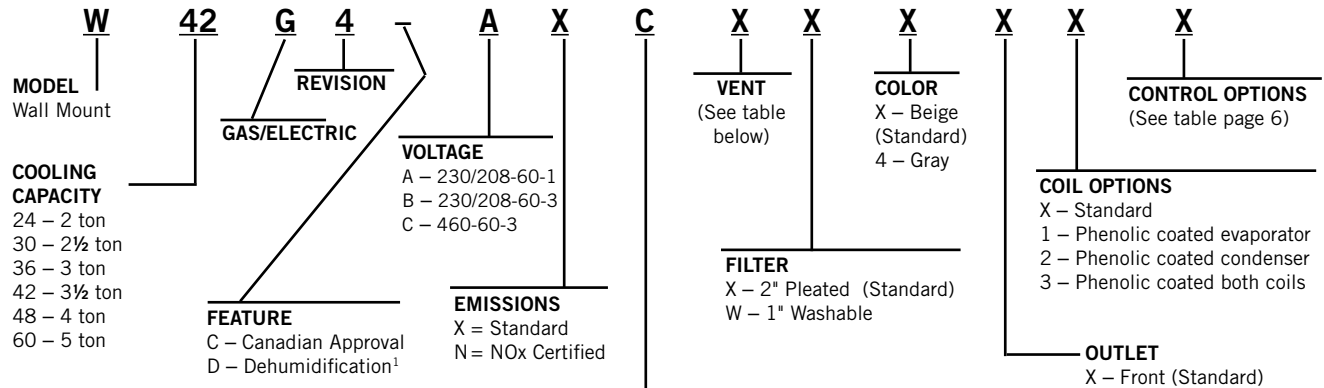 W 42 G 4 – A X C X X X X X X
MODEL
Wall Mount
COOLING
CAPACITY
24 – 2 ton
30 – 2½ ton
36 – 3 ton
42 – 3½ ton
48 – 4 ton
60 – 5 ton
GAS/ELECTRIC
REVISION
FEATURE
C – Canadian Approval
D – Dehumidification¹
VOLTAGE
A – 230/208-60-1
B – 230/208-60-3
C – 460-60-3
EMISSIONS
X = Standard
N = NOx Certified
VENT
(See table
below)
FILTER
X – 2" Pleated (Standard)
W – 1" Washable
COLOR
X – Beige
(Standard)
4 – Gray
OUTLET
X – Front (Standard)
COIL OPTIONS
X – Standard
1 – Phenolic coated evaporator
2 – Phenolic coated condenser
3 – Phenolic coated both coils
CONTROL OPTIONS
(See table page 6)